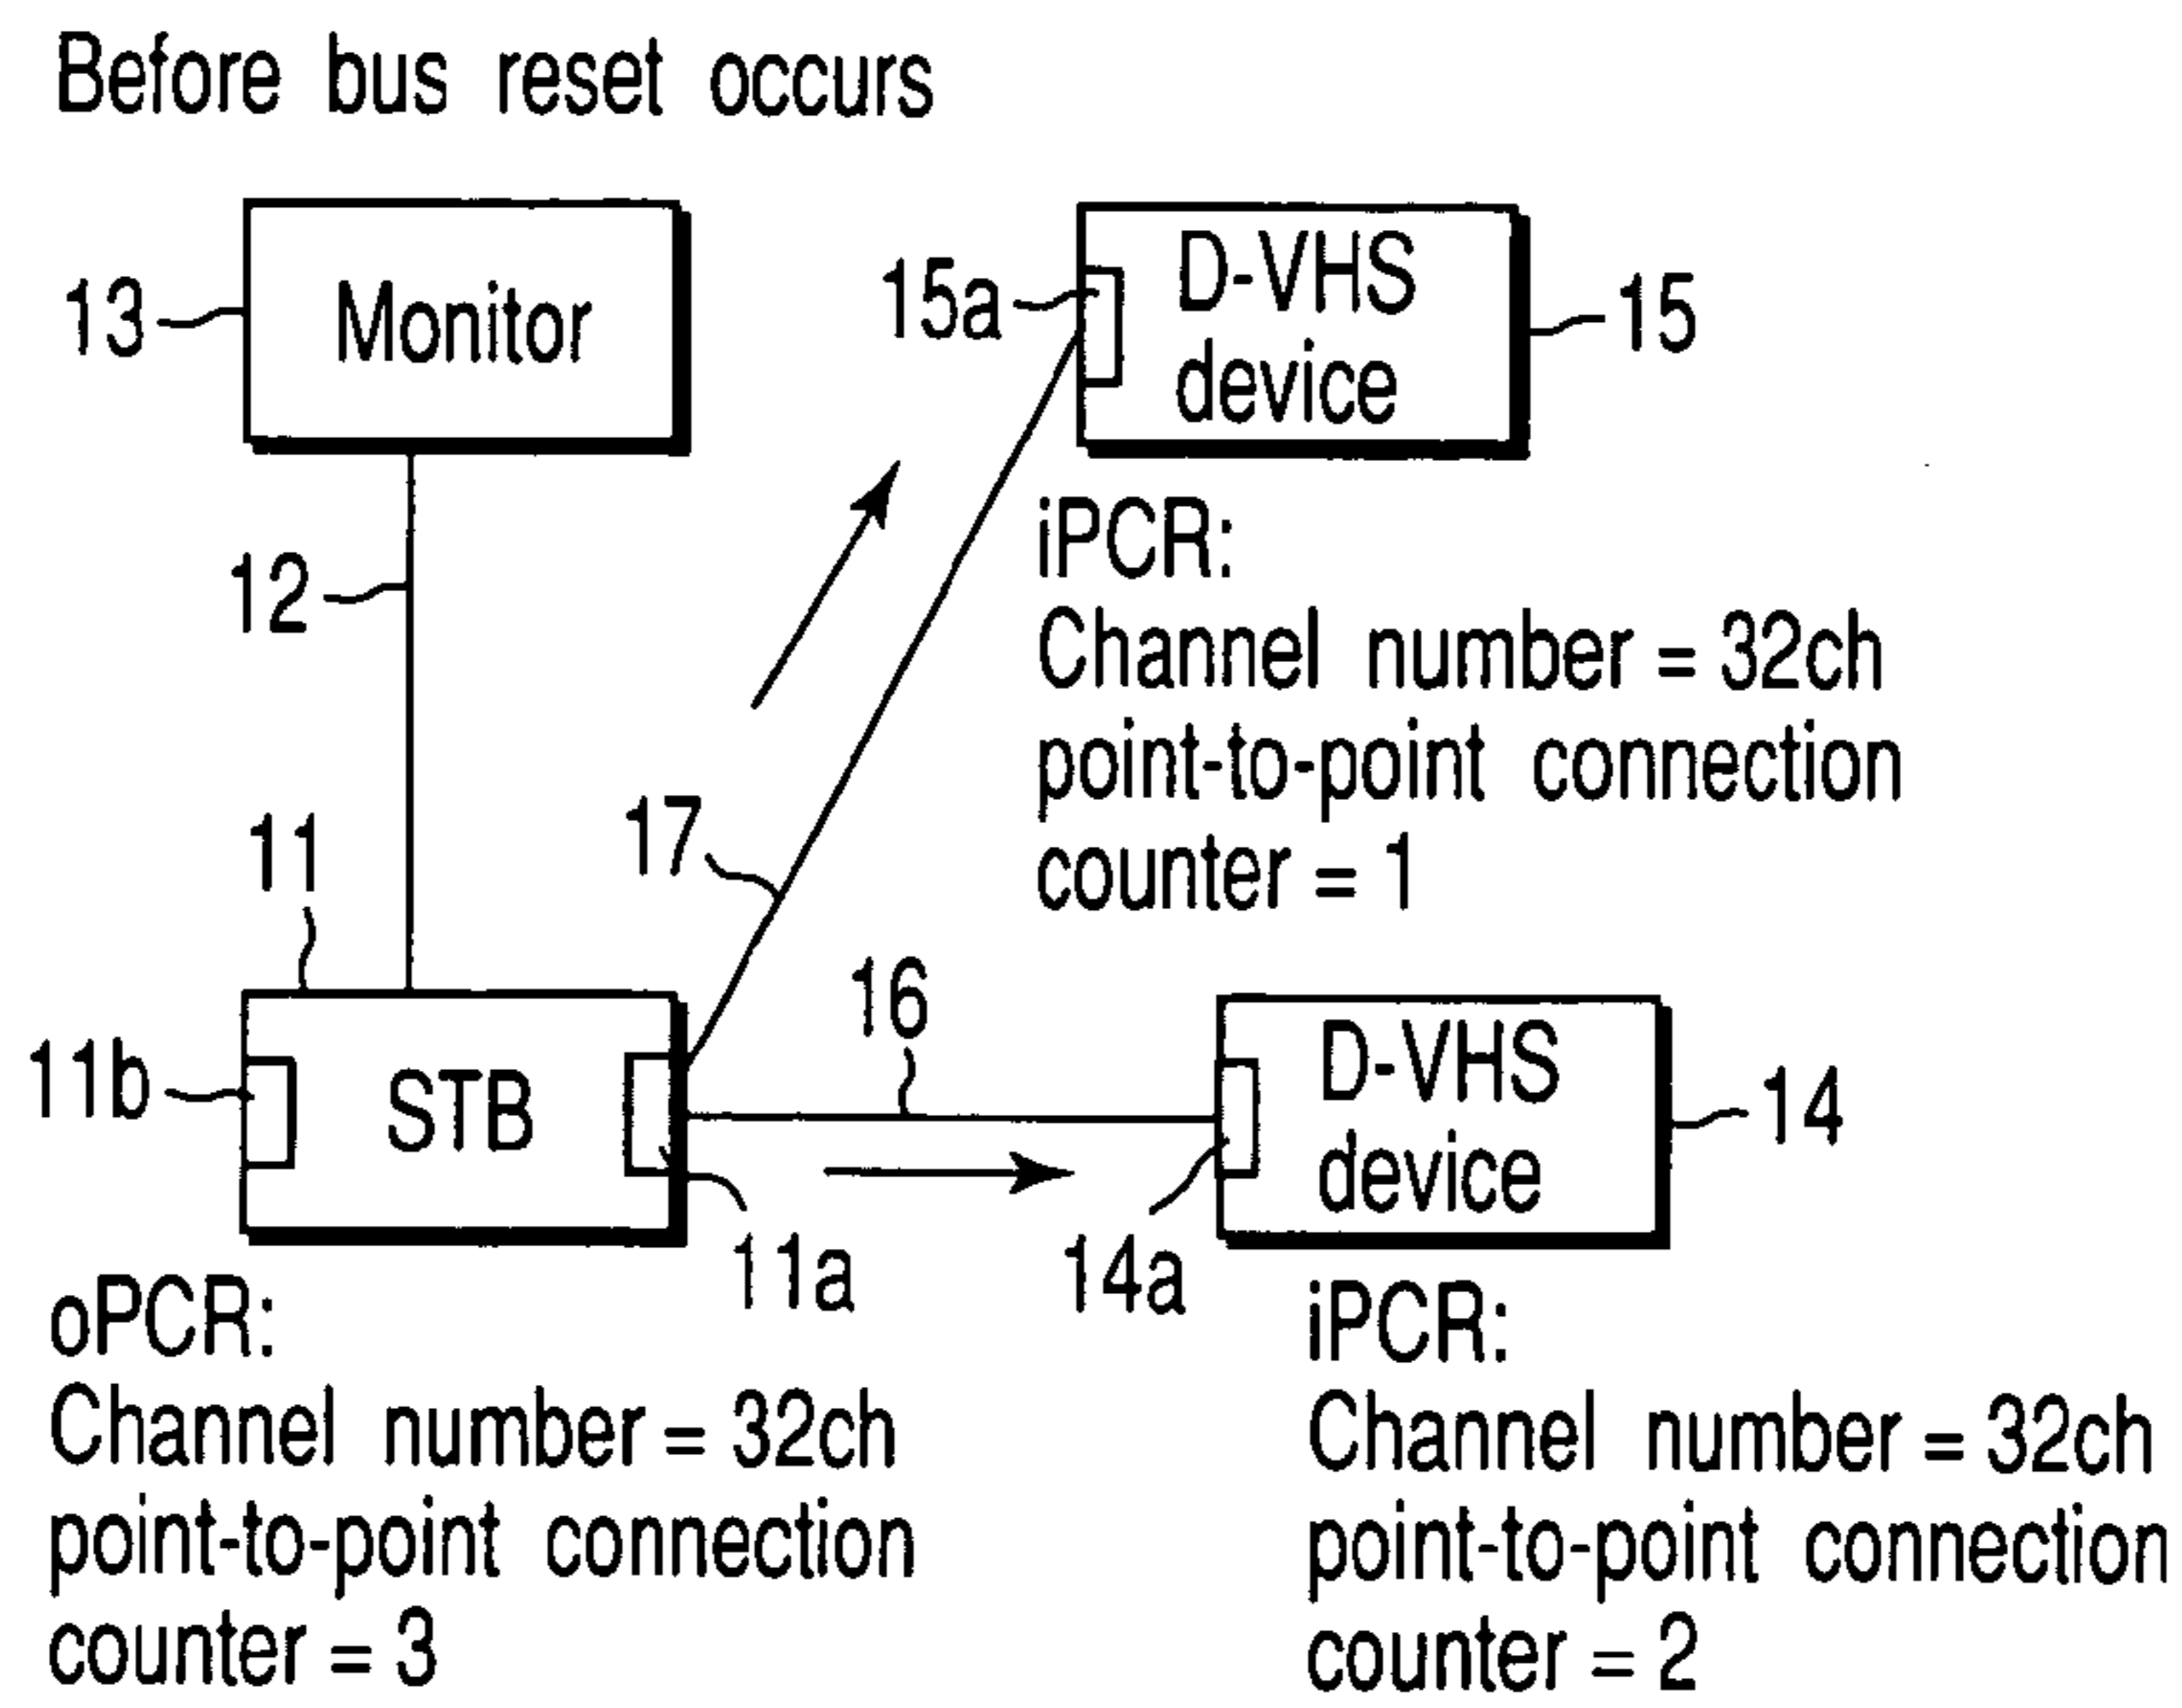 Before bus reset occurs
13
Monitor
15a
D-VHS
device
15
12
iPCR:
Channel number = 32ch
point-to-point connection
counter = 1
17
11
16
11b
STB
D-VHS
device
14
11a
14a
oPCR:
Channel number = 32ch
point-to-point connection
counter = 3
iPCR:
Channel number = 32ch
point-to-point connection
counter = 2